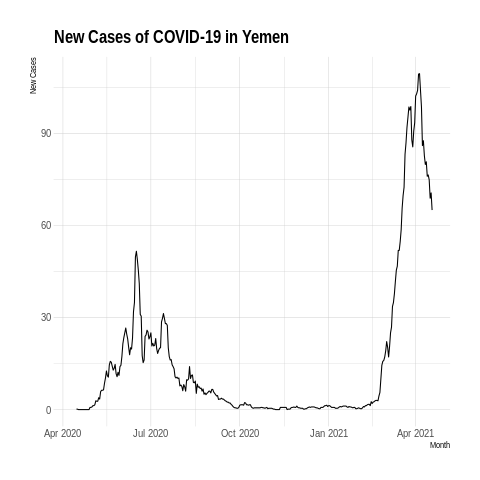 New Cases of COVID-19 in Yemen
New Cases
90
60
30
0
Apr 2020 Jul 2020 Oct 2020 Jan 2021 Apr 2021
Month